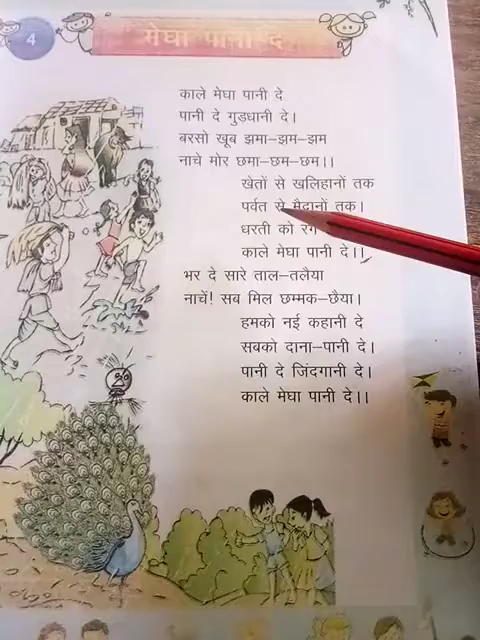 4
मेघा पानी दे
काले मेघा पानी दे
पानी दे गुड़धानी दे।
बरसो खूब झमा-झम-झम
नाचे मोर छमा-छम-छम।।
खेतों से खलिहानों तक
पर्वत से मैदानों तक।
धरती को रंग
काले मेघा पानी दे।।
भर दे सारे ताल-तलैया
नाचें! सब मिल छम्मक-छैया।
हमको नई कहानी दे
सबको दाना-पानी दे।
पानी दे जिंदगानी दे।
काले मेघा पानी दे।।